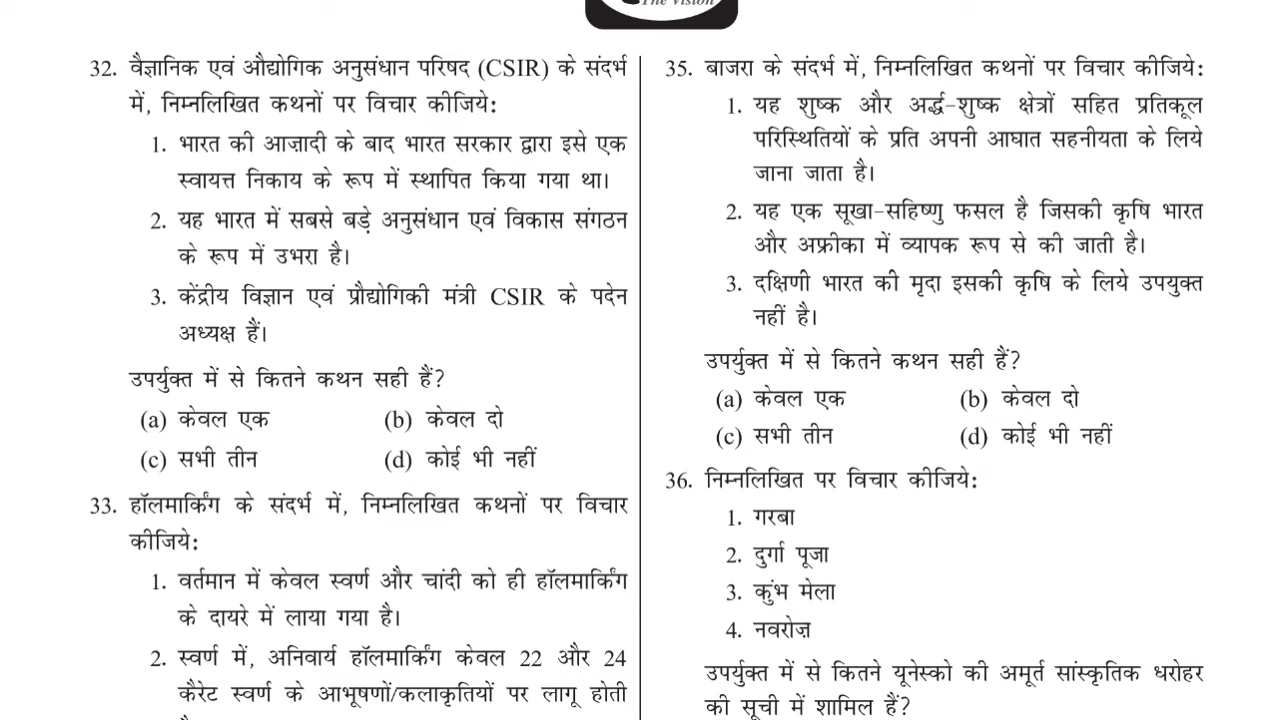 The Vision
32. वैज्ञानिक एवं औद्योगिक अनुसंधान परिषद (CSIR) के संदर्भ
में, निम्नलिखित कथनों पर विचार कीजिये:
1. भारत की आज़ादी के बाद भारत सरकार द्वारा इसे एक
स्वायत्त निकाय के रूप में स्थापित किया गया था।
2. यह भारत में सबसे बड़े अनुसंधान एवं विकास संगठन
के रूप में उभरा है।
3. केंद्रीय विज्ञान एवं प्रौद्योगिकी मंत्री CSIR के पदेन
अध्यक्ष हैं।
उपर्युक्त में से कितने कथन सही हैं?
(a) केवल एक (b) केवल दो
(c) सभी तीन (d) कोई भी नहीं
33. हॉलमार्किंग के संदर्भ में, निम्नलिखित कथनों पर विचार
कीजिये:
1. वर्तमान में केवल स्वर्ण और चांदी को ही हॉलमार्किंग
के दायरे में लाया गया है।
2. स्वर्ण में, अनिवार्य हॉलमार्किंग केवल 22 और 24
कैरेट स्वर्ण के आभूषणों/कलाकृतियों पर लागू होती
35. बाजरा के संदर्भ में, निम्नलिखित कथनों पर विचार कीजिये:
1. यह शुष्क और अर्द्ध-शुष्क क्षेत्रों सहित प्रतिकूल
परिस्थितियों के प्रति अपनी आघात सहनीयता के लिये
जाना जाता है।
2. यह एक सूखा-सहिष्णु फसल है जिसकी कृषि भारत
और अफ्रीका में व्यापक रूप से की जाती है।
3. दक्षिणी भारत की मृदा इसकी कृषि के लिये उपयुक्त
नहीं है।
उपर्युक्त में से कितने कथन सही हैं?
(a) केवल एक (b) केवल दो
(c) सभी तीन (d) कोई भी नहीं
36. निम्नलिखित पर विचार कीजिये:
1. गरबा
2. दुर्गा पूजा
3. कुंभ मेला
4. नवरोज़
उपर्युक्त में से कितने यूनेस्को की अमूर्त सांस्कृतिक धरोहर
की सूची में शामिल हैं?